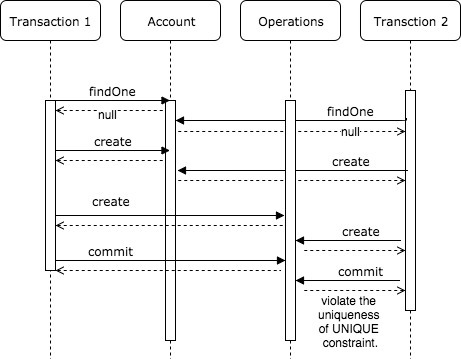 Transaction 1
Account
Operations
Transction 2
findOne
null
findOne
null
create
create
create
create
commit
commit
violate the
uniqueness
of UNIQUE
constraint.